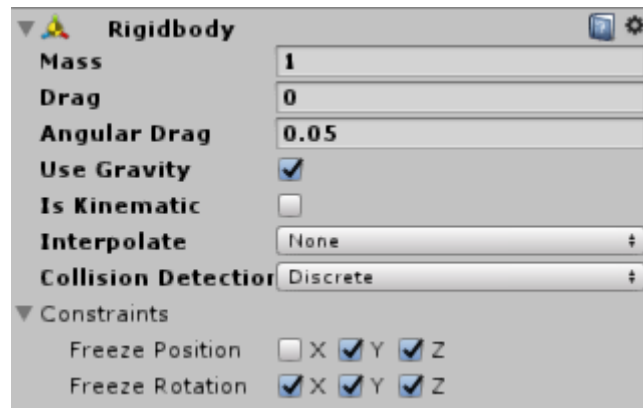 Rigidbody
Mass 1
Drag 0
Angular Drag 0.05
Use Gravity
Is Kinematic
Interpolate None
Collision Detection Discrete
Constraints
Freeze Position X Y Z
Freeze Rotation X Y Z